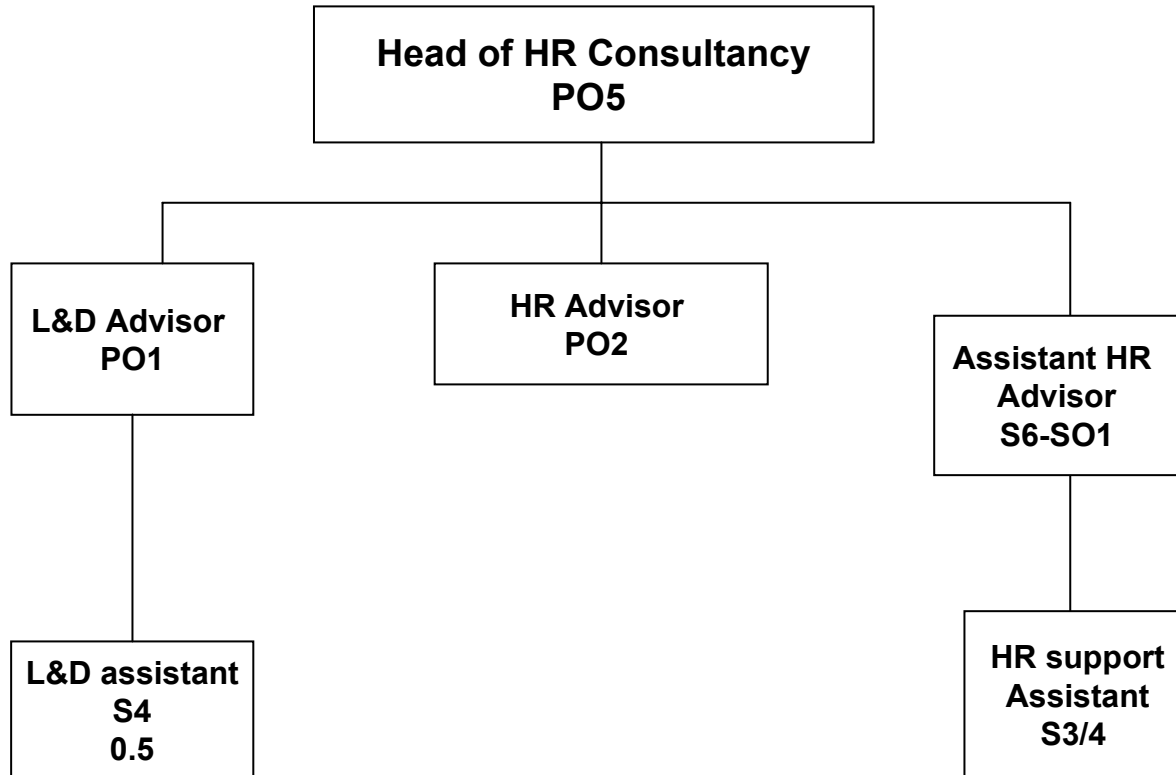 Head of HR Consultancy
PO5
L&D Advisor
PO1
HR Advisor
PO2
Assistant HR
Advisor
S6-SO1
L&D assistant
S4
0.5
HR support
Assistant
S3/4